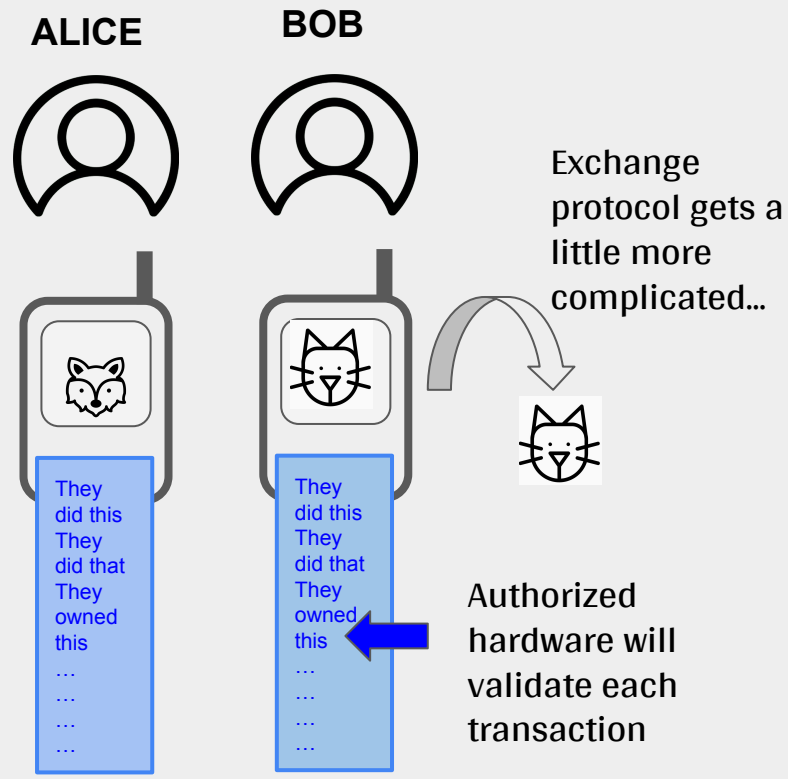 ALICE
BOB
Exchange
protocol gets a
little more
complicated...
They
did this
They
did that
They
owned
this
…
…
…
…
They
did this
They
did that
They
owned
this
…
…
…
…
Authorized
hardware will
validate each
transaction